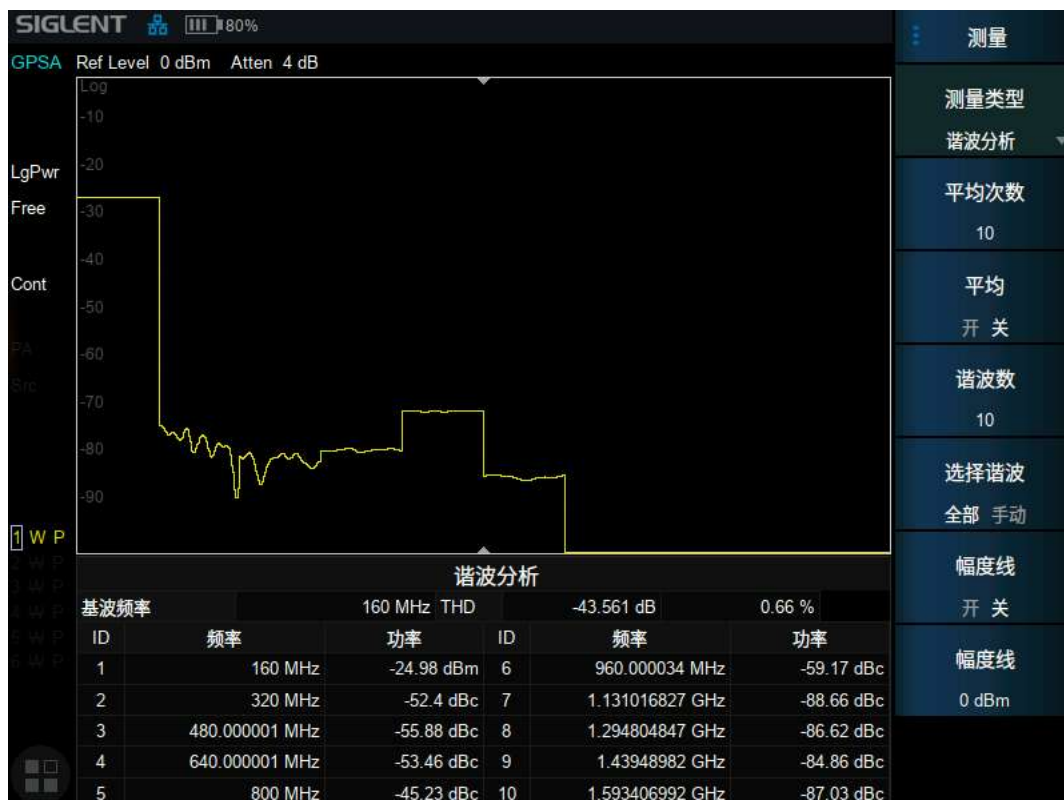 SIGLENT 80%
GPSA Ref Level 0 dBm Atten 4 dB
Log
-10
-20
-30
-40
-50
-60
-70
-80
-90
LgPwr
Free
Cont
PA
Src
1 W P
2 W P
3 W P
4 W P
5 W P
6 W P
谐波分析
基波频率 160 MHz THD -43.561 dB 0.66 %
ID 频率 功率 ID 频率 功率
1 160 MHz -24.98 dBm 6 960.000034 MHz -59.17 dBc
2 320 MHz -52.4 dBc 7 1.131016827 GHz -88.66 dBc
3 480.000001 MHz -55.88 dBc 8 1.294804847 GHz -86.62 dBc
4 640.000001 MHz -53.46 dBc 9 1.43948982 GHz -84.86 dBc
5 800 MHz -45.23 dBc 10 1.593406992 GHz -87.03 dBc
测量
测量类型
谐波分析
平均次数
10
平均
开 关
谐波数
10
选择谐波
全部 手动
幅度线
开 关
幅度线
0 dBm